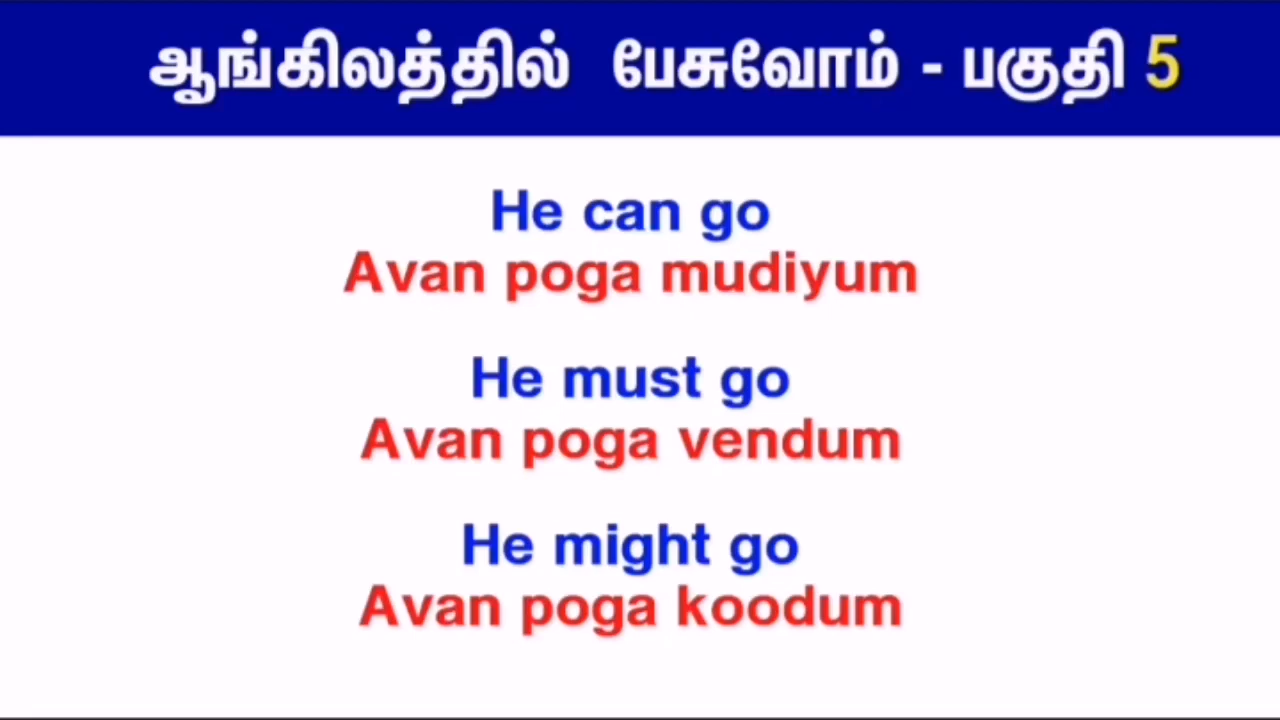 ஆங்கிலத்தில் பேசுவோம் - பகுதி 5
He can go
Avan poga mudiyum
He must go
Avan poga vendum
He might go
Avan poga koodum